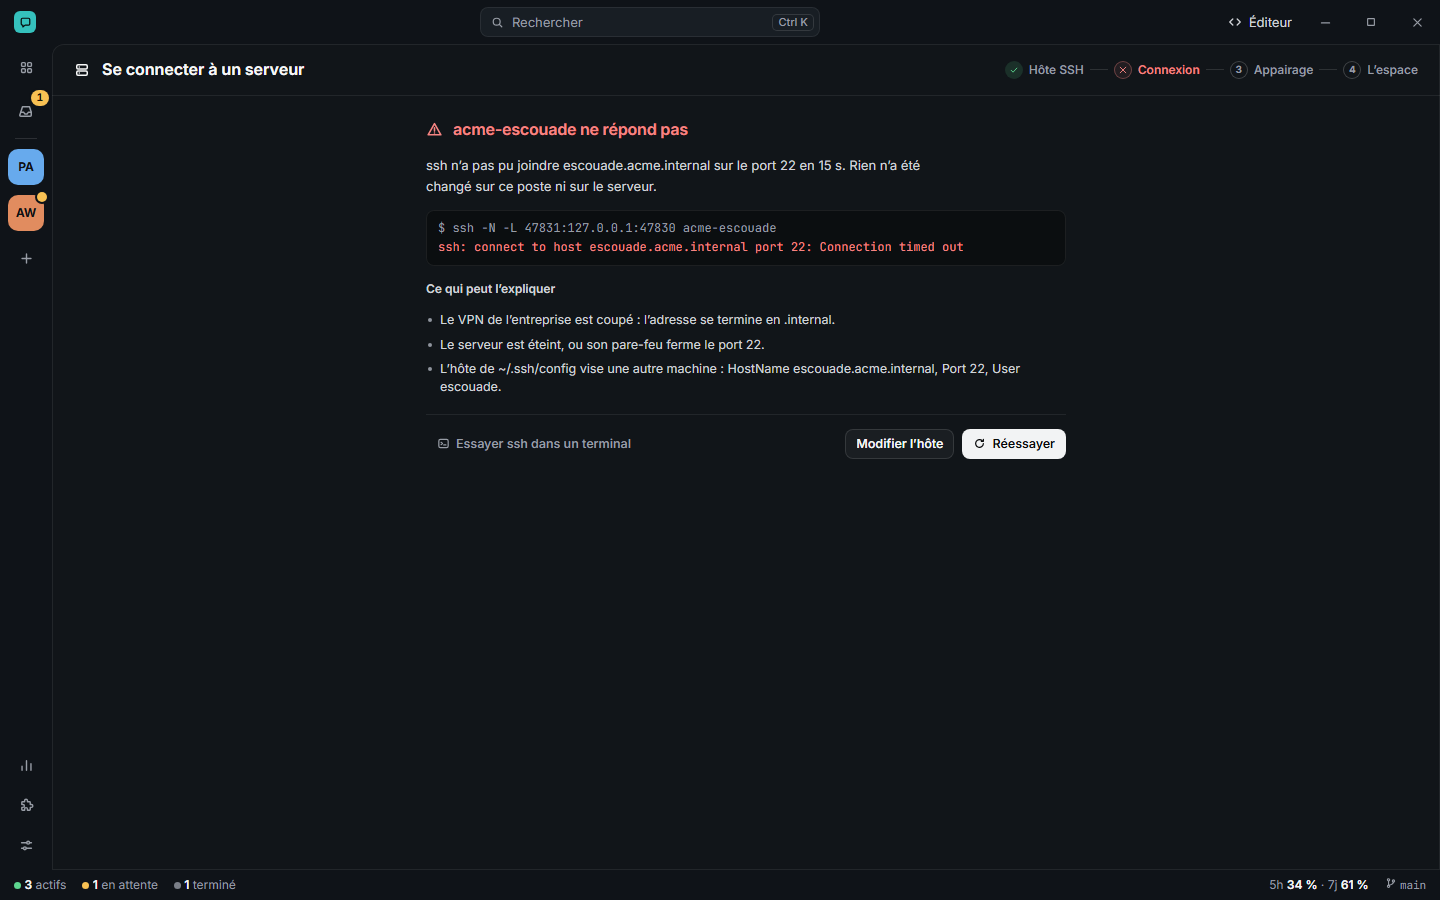 Rechercher
Ctrl K
Éditeur
Se connecter à un serveur
Hôte SSH
Connexion
3 Appairage
4 L’espace
1
PA
AW
acme-escouade ne répond pas
ssh n’a pas pu joindre escouade.acme.internal sur le port 22 en 15 s. Rien n’a été
changé sur ce poste ni sur le serveur.
$ ssh -N -L 47831:127.0.0.1:47830 acme-escouade
ssh: connect to host escouade.acme.internal port 22: Connection timed out
Ce qui peut l’expliquer
• Le VPN de l’entreprise est coupé : l’adresse se termine en .internal.
• Le serveur est éteint, ou son pare-feu ferme le port 22.
• L’hôte de ~/.ssh/config vise une autre machine : HostName escouade.acme.internal, Port 22, User
escouade.
Essayer ssh dans un terminal
Modifier l’hôte
Réessayer
3 actifs
1 en attente
1 terminé
5h 34 % · 7j 61 %
main